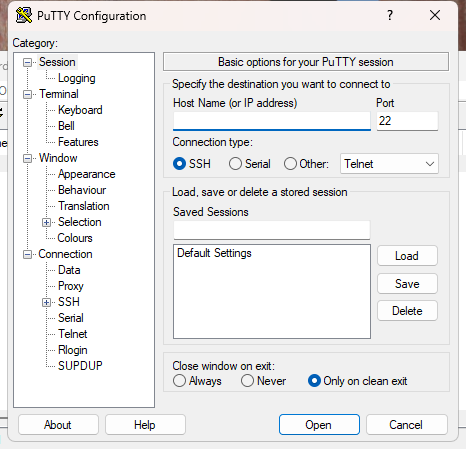 PuTTY Configuration
Category:
Session
Logging
Terminal
Keyboard
Bell
Features
Window
Appearance
Behaviour
Translation
Selection
Colours
Connection
Data
Proxy
SSH
Serial
Telnet
Rlogin
SUPDUP
Basic options for your PuTTY session
Specify the destination you want to connect to
Host Name (or IP address) Port
22
Connection type:
SSH Serial Other: Telnet
Load, save or delete a stored session
Saved Sessions
Default Settings
Load
Save
Delete
Close window on exit:
Always Never Only on clean exit
About Help Open Cancel